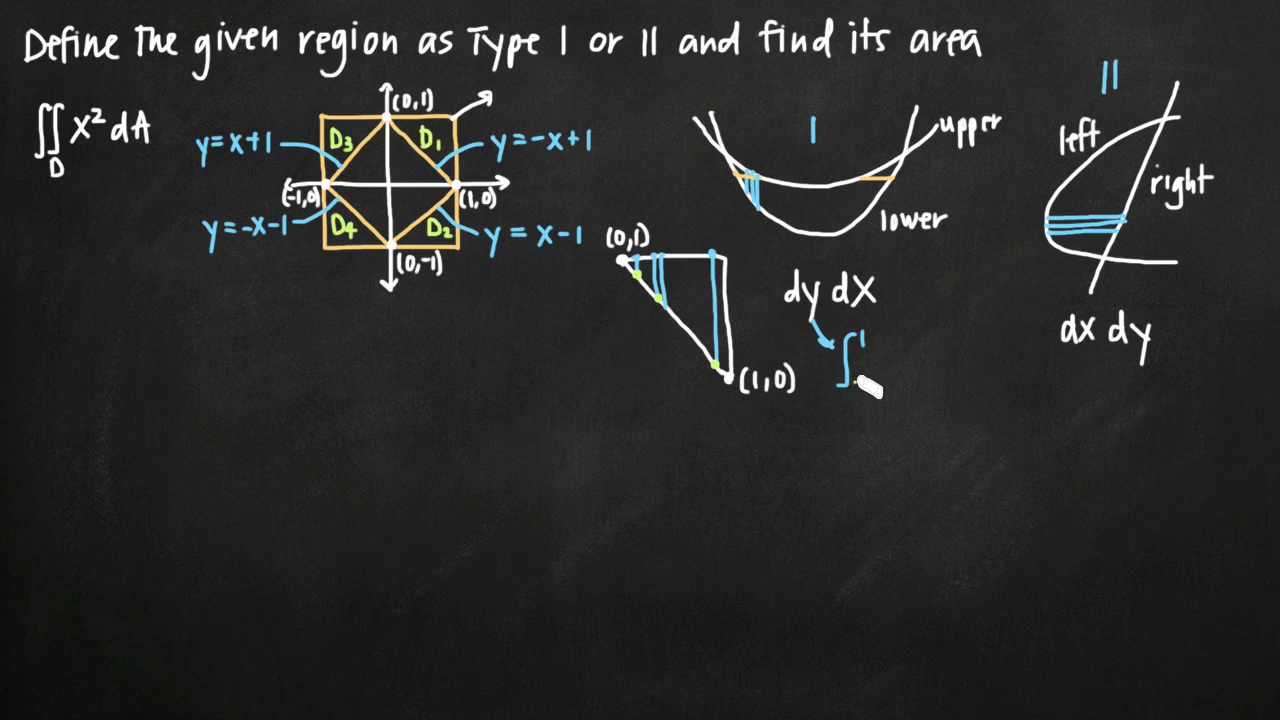 Define the given region as Type I or II and find its area
∬ x² dA
D
(0,1)
y=x+1
D₃
D₁
y=-x+1
(-1,0)
(1,0)
y=-x-1
D₄
D₂
y=x-1
(0,-1)
I
upper
lower
II
left
right
dx dy
(0,1)
(1,0)
dy dx
∫ 1